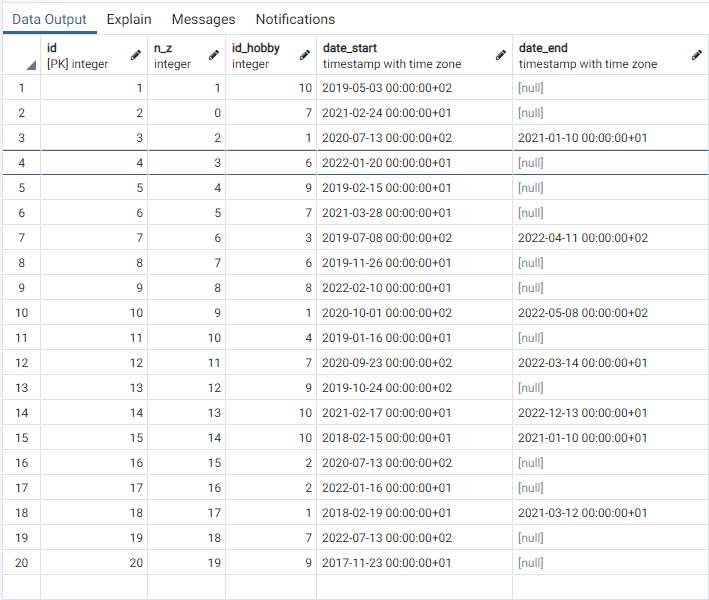 Data Output Explain Messages Notifications
id n_z id_hobby date_start date_end
[PK] integer integer integer timestamp with time zone timestamp with time zone
1 1 1 10 2019-05-03 00:00:00+02 [null]
2 2 0 7 2021-02-24 00:00:00+01 [null]
3 3 2 1 2020-07-13 00:00:00+02 2021-01-10 00:00:00+01
4 4 3 6 2022-01-20 00:00:00+01 [null]
5 5 4 9 2019-02-15 00:00:00+01 [null]
6 6 5 7 2021-03-28 00:00:00+01 [null]
7 7 6 3 2019-07-08 00:00:00+02 2022-04-11 00:00:00+02
8 8 7 6 2019-11-26 00:00:00+01 [null]
9 9 8 8 2022-02-10 00:00:00+01 [null]
10 10 9 1 2020-10-01 00:00:00+02 2022-05-08 00:00:00+02
11 11 10 4 2019-01-16 00:00:00+01 [null]
12 12 11 7 2020-09-23 00:00:00+02 2022-03-14 00:00:00+01
13 13 12 9 2019-10-24 00:00:00+02 [null]
14 14 13 10 2021-02-17 00:00:00+01 2022-12-13 00:00:00+01
15 15 14 10 2018-02-15 00:00:00+01 2021-01-10 00:00:00+01
16 16 15 2 2020-07-13 00:00:00+02 [null]
17 17 16 2 2022-01-16 00:00:00+01 [null]
18 18 17 1 2018-02-19 00:00:00+01 2021-03-12 00:00:00+01
19 19 18 7 2022-07-13 00:00:00+02 [null]
20 20 19 9 2017-11-23 00:00:00+01 [null]